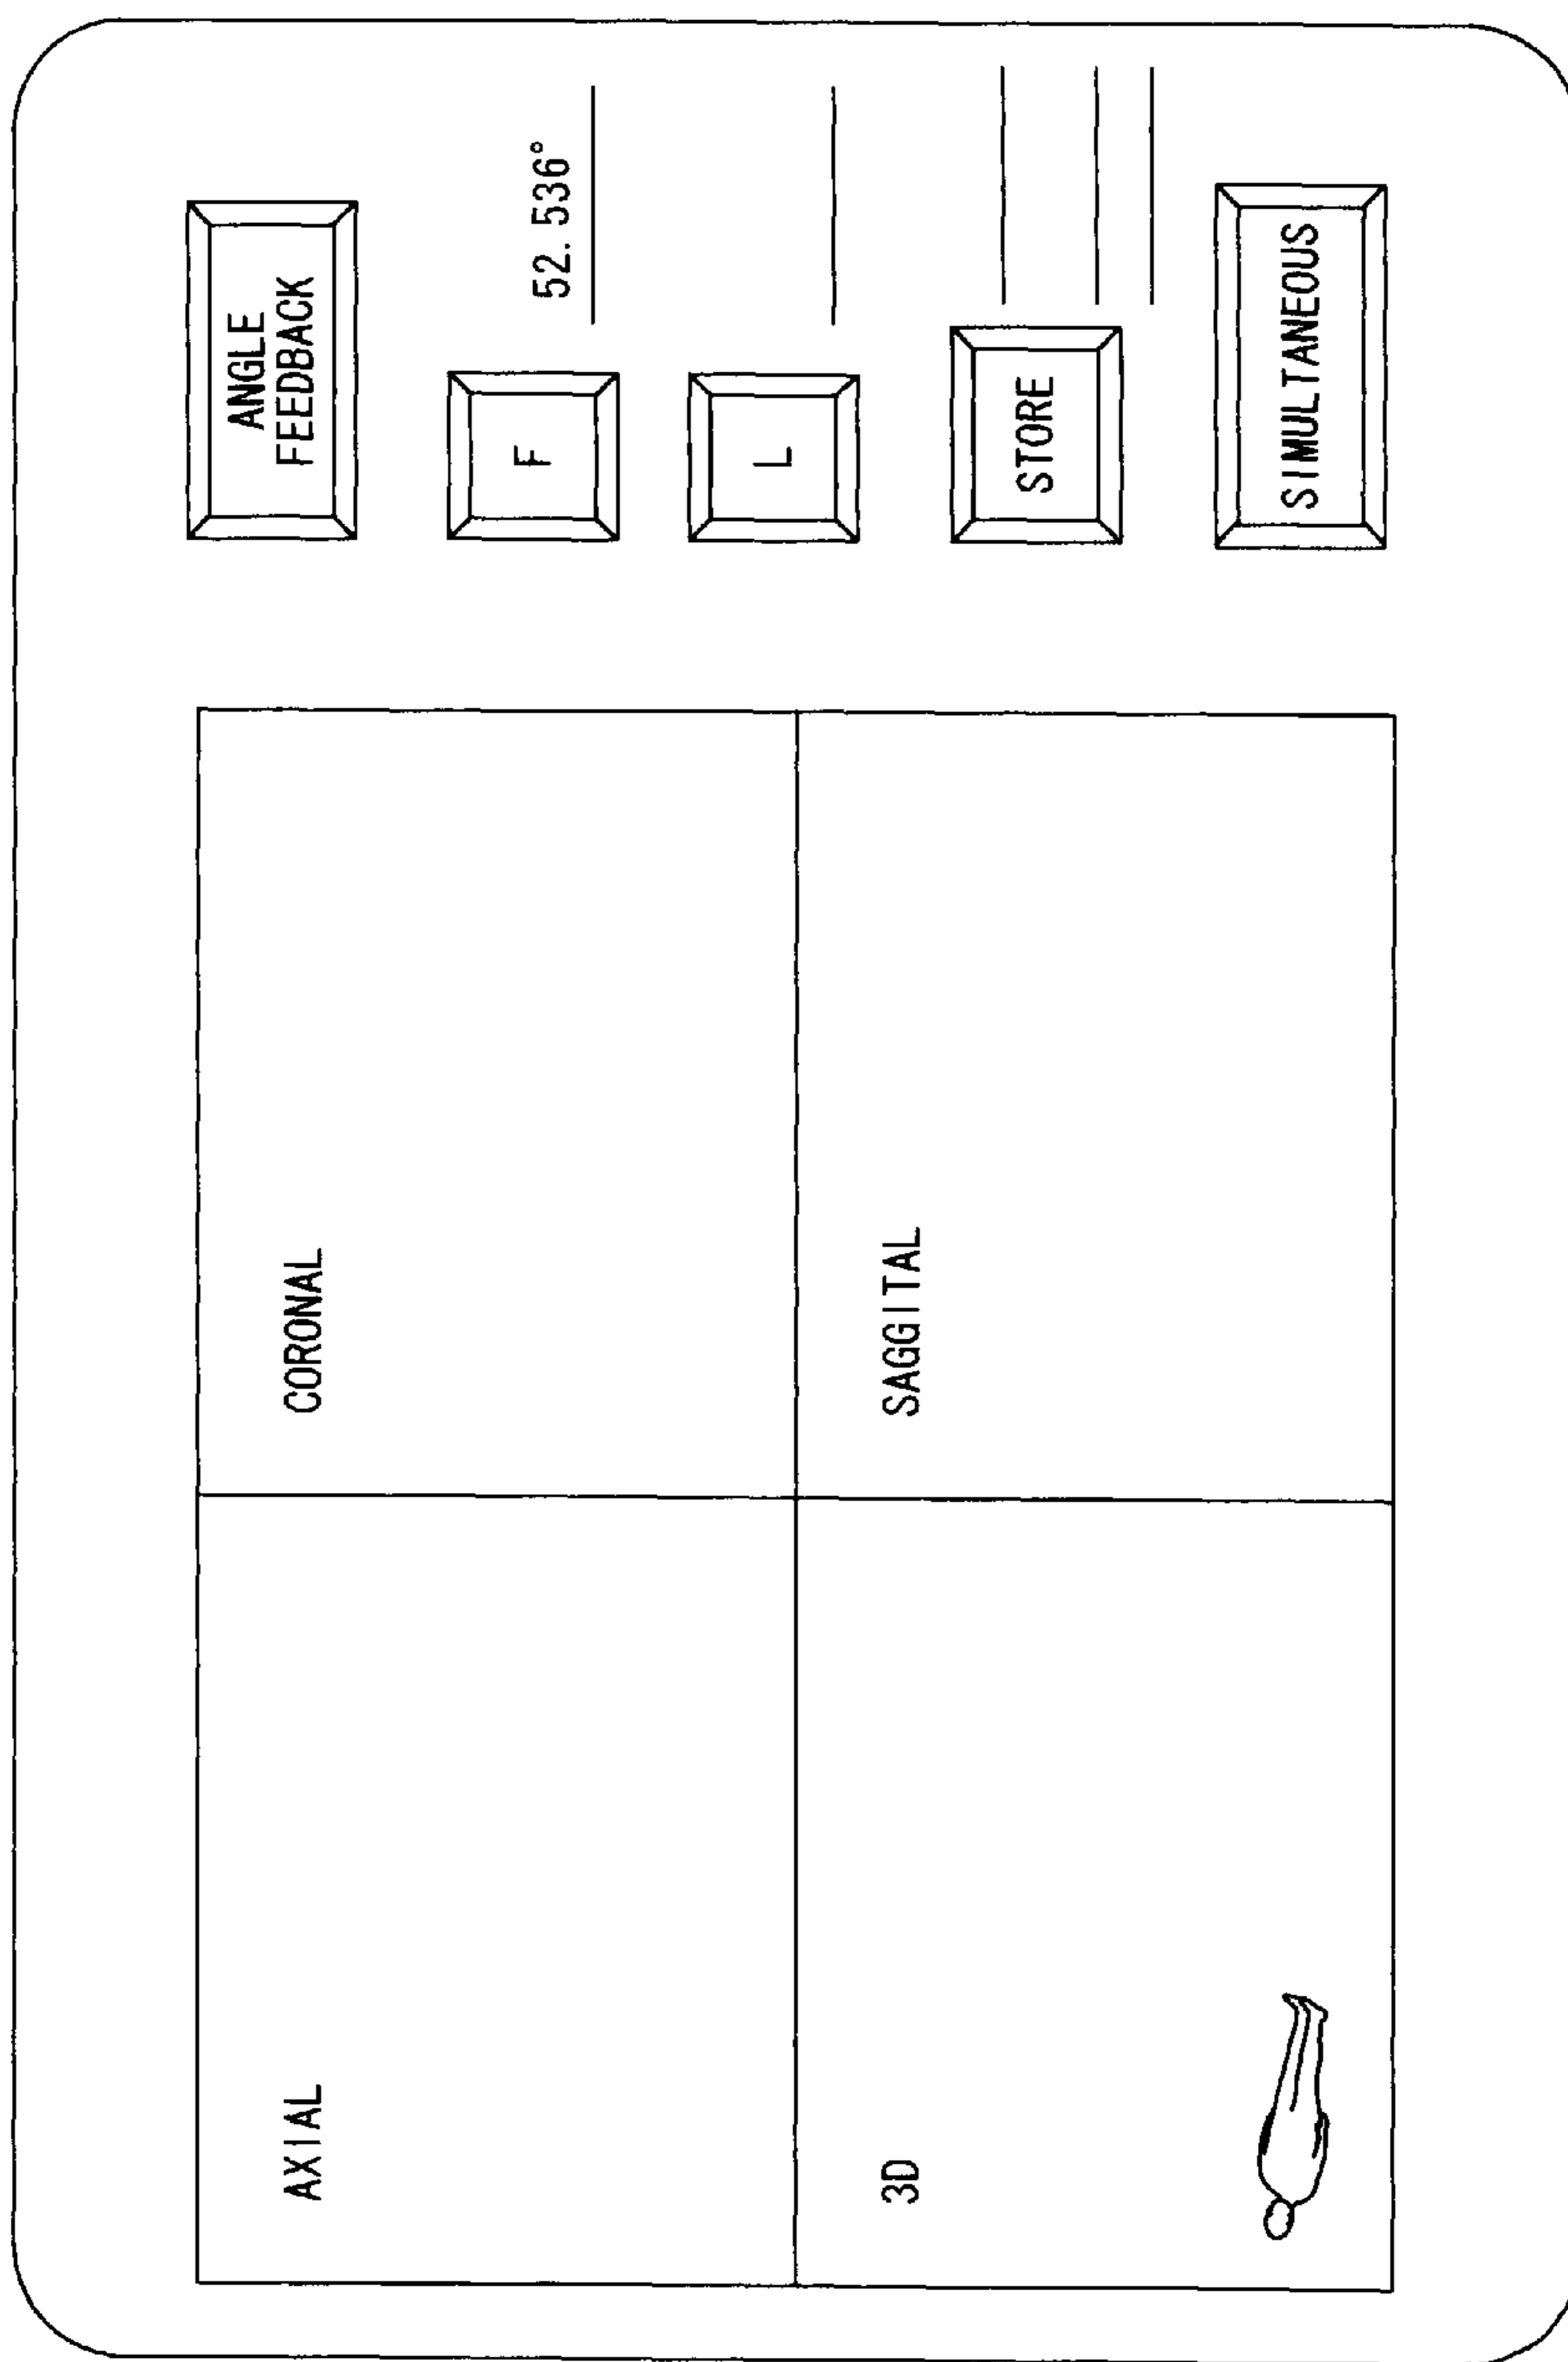 AXIAL
CORONAL
3D
SAGGITAL
ANGLE
FEEDBACK
F
52. 536°
L
STORE
SIMULTANEOUS